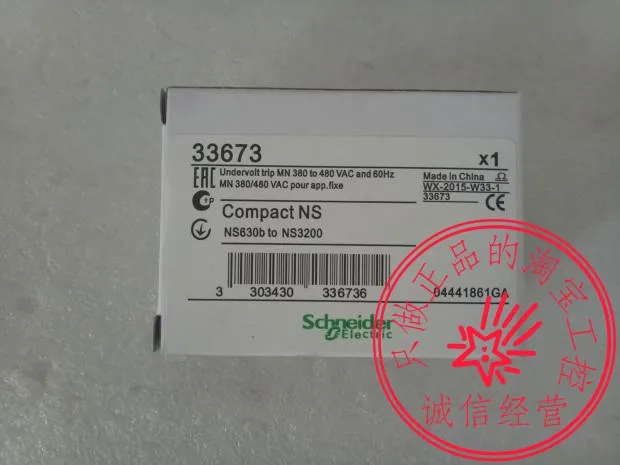 33673
x1
Undervolt trip MN 380 to 480 VAC and 60Hz
MN 380/480 VAC pour app.fixe
Made in China
WX-2015-W33-1
33673
EAC
CE
Compact NS
NS630b to NS3200
3 303430 336736
04441861GA
Schneider
Electric
只做正品的淘宝工控
诚信经营